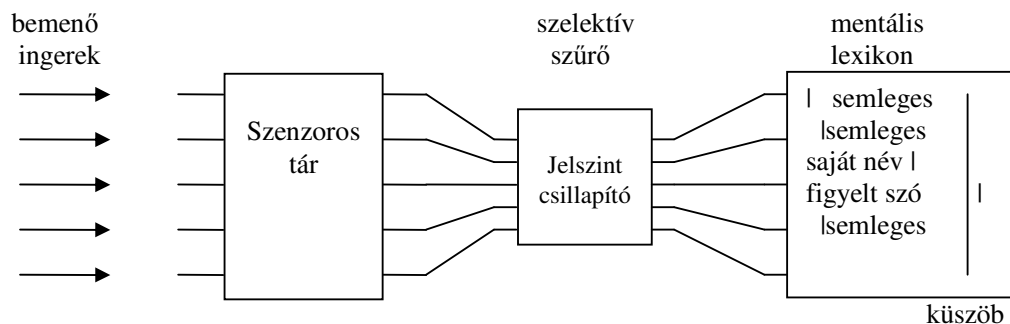 bemenő
ingerek
szelektív
szűrő
mentális
lexikon
Szenzoros
tár
Jelszint
csillapító
| semleges
|semleges
saját név |
figyelt szó |
|semleges
küszöb